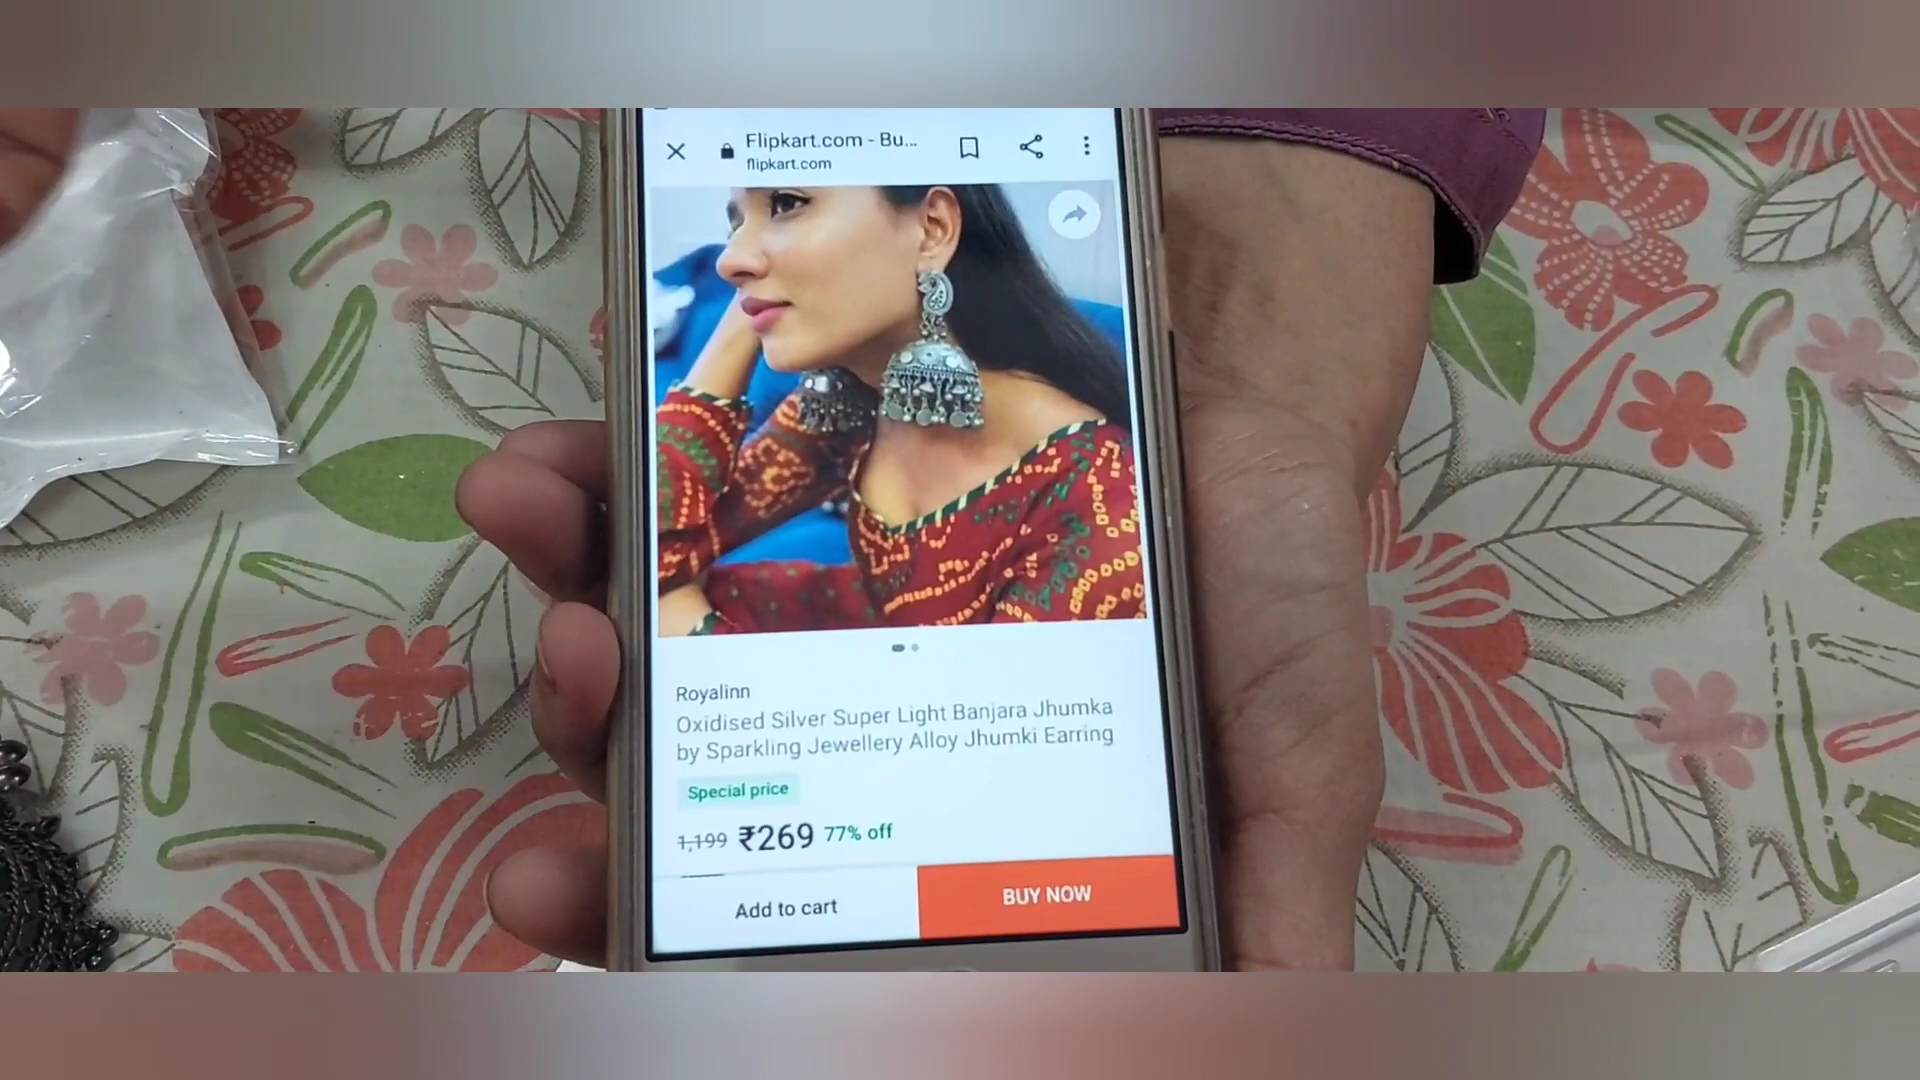 Flipkart.com - Bu...
flipkart.com
Royalinn
Oxidised Silver Super Light Banjara Jhumka
by Sparkling Jewellery Alloy Jhumki Earring
Special price
1,199 ₹269 77% off
Add to cart
BUY NOW